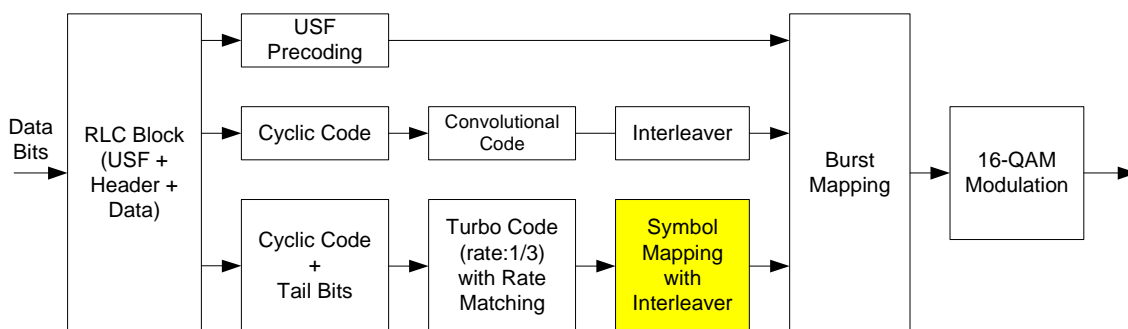 USF
Precoding
Data
Bits
RLC Block
(USF +
Header +
Data)
Cyclic Code
Convolutional
Code
Interleaver
Cyclic Code
+
Tail Bits
Turbo Code
(rate:1/3)
with Rate
Matching
Symbol
Mapping
with
Interleaver
Burst
Mapping
16-QAM
Modulation